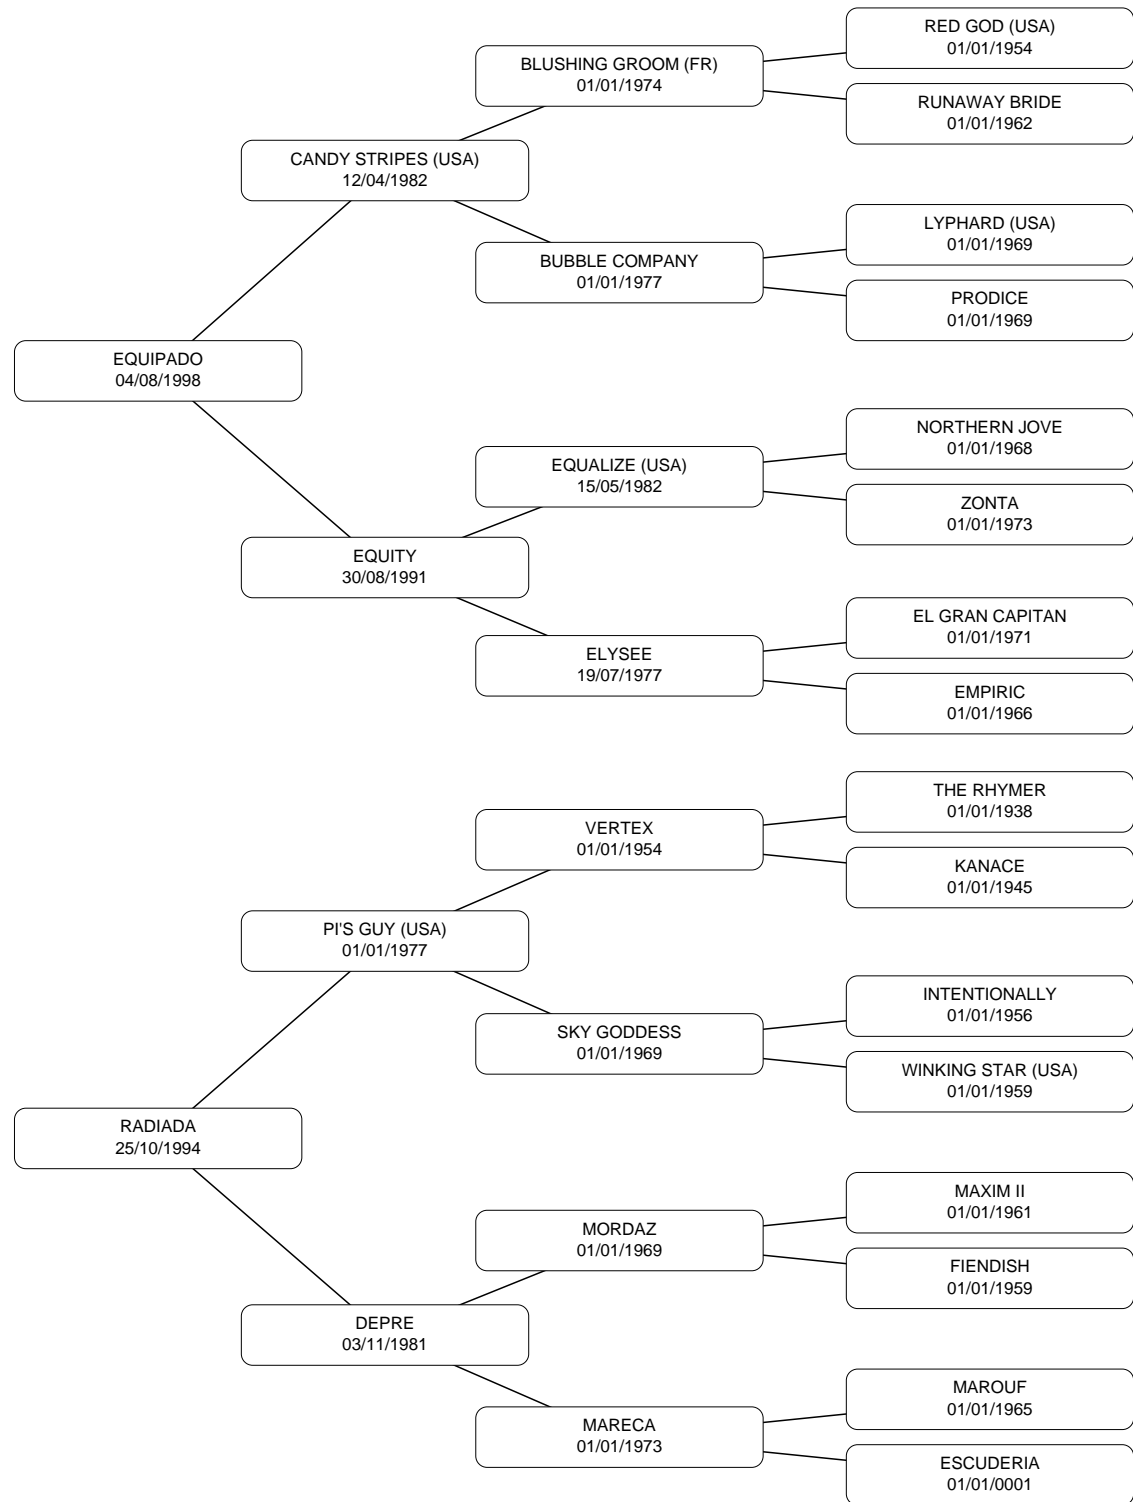 RED GOD (USA)
01/01/1954
BLUSHING GROOM (FR)
01/01/1974
RUNAWAY BRIDE
01/01/1962
CANDY STRIPES (USA)
12/04/1982
LYPHARD (USA)
01/01/1969
BUBBLE COMPANY
01/01/1977
PRODICE
01/01/1969
EQUIPADO
04/08/1998
NORTHERN JOVE
01/01/1968
EQUALIZE (USA)
15/05/1982
ZONTA
01/01/1973
EQUITY
30/08/1991
EL GRAN CAPITAN
01/01/1971
ELYSEE
19/07/1977
EMPIRIC
01/01/1966
THE RHYMER
01/01/1938
VERTEX
01/01/1954
KANACE
01/01/1945
PI'S GUY (USA)
01/01/1977
INTENTIONALLY
01/01/1956
SKY GODDESS
01/01/1969
WINKING STAR (USA)
01/01/1959
RADIADA
25/10/1994
MAXIM II
01/01/1961
MORDAZ
01/01/1969
FIENDISH
01/01/1959
DEPRE
03/11/1981
MAROUF
01/01/1965
MARECA
01/01/1973
ESCUDERIA
01/01/0001